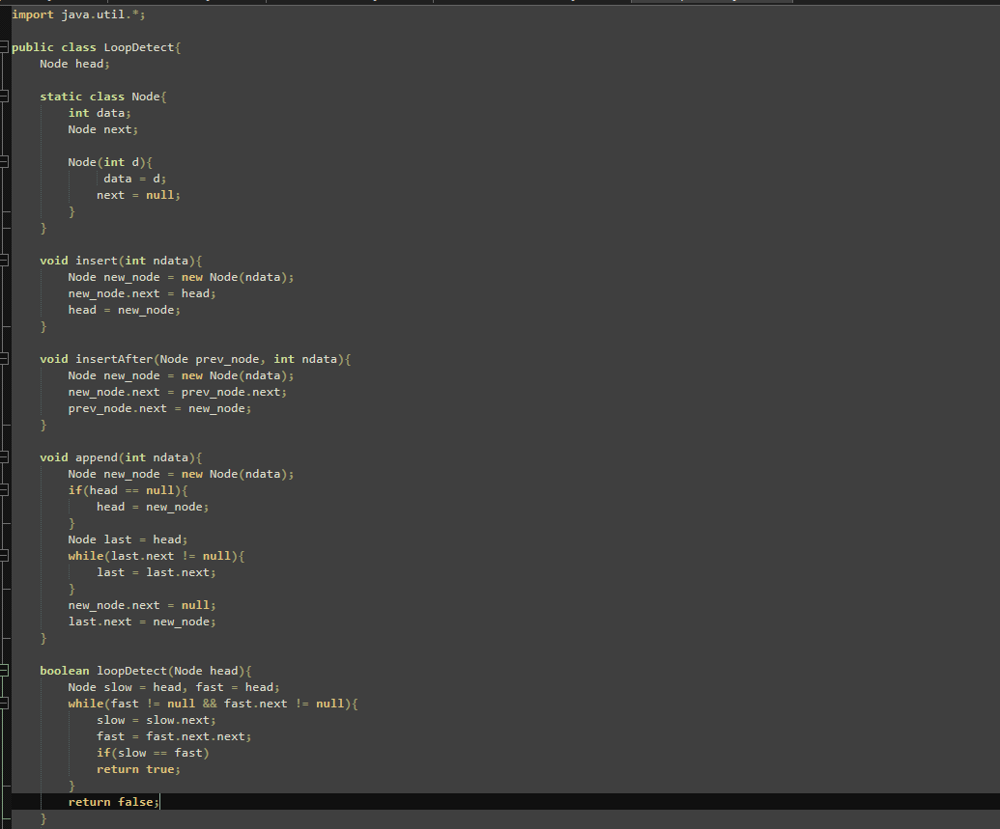 import java.util.*;
public class LoopDetect{
    Node head;
    static class Node{
        int data;
        Node next;
        Node(int d){
             data = d;
            next = null;
        }
    }
    void insert(int ndata){
        Node new_node = new Node(ndata);
        new_node.next = head;
        head = new_node;
    }
    void insertAfter(Node prev_node, int ndata){
        Node new_node = new Node(ndata);
        new_node.next = prev_node.next;
        prev_node.next = new_node;
    }
    void append(int ndata){
        Node new_node = new Node(ndata);
        if(head == null){
            head = new_node;
        }
        Node last = head;
        while(last.next != null){
            last = last.next;
        }
        new_node.next = null;
        last.next = new_node;
    }
    boolean loopDetect(Node head){
        Node slow = head, fast = head;
        while(fast != null && fast.next != null){
            slow = slow.next;
            fast = fast.next.next;
            if(slow == fast)
            return true;
        }
        return false;
    }